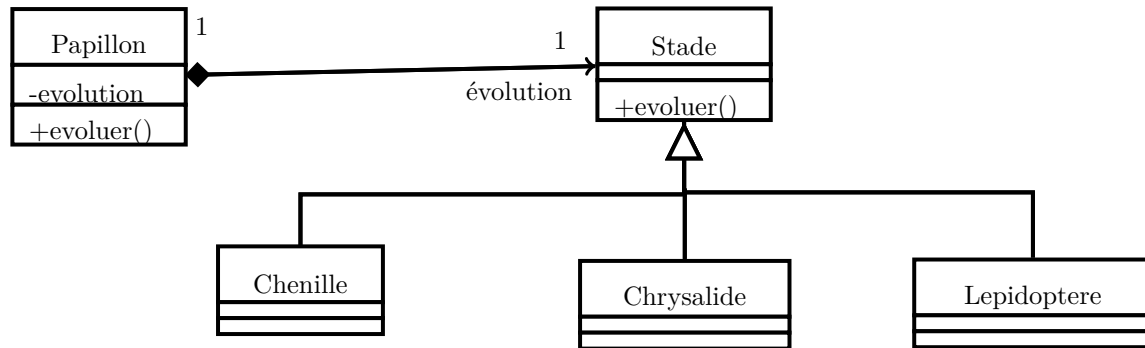 Papillon
-evolution
+evoluer()
1
1
évolution
Stade
+evoluer()
Chenille
Chrysalide
Lepidoptere